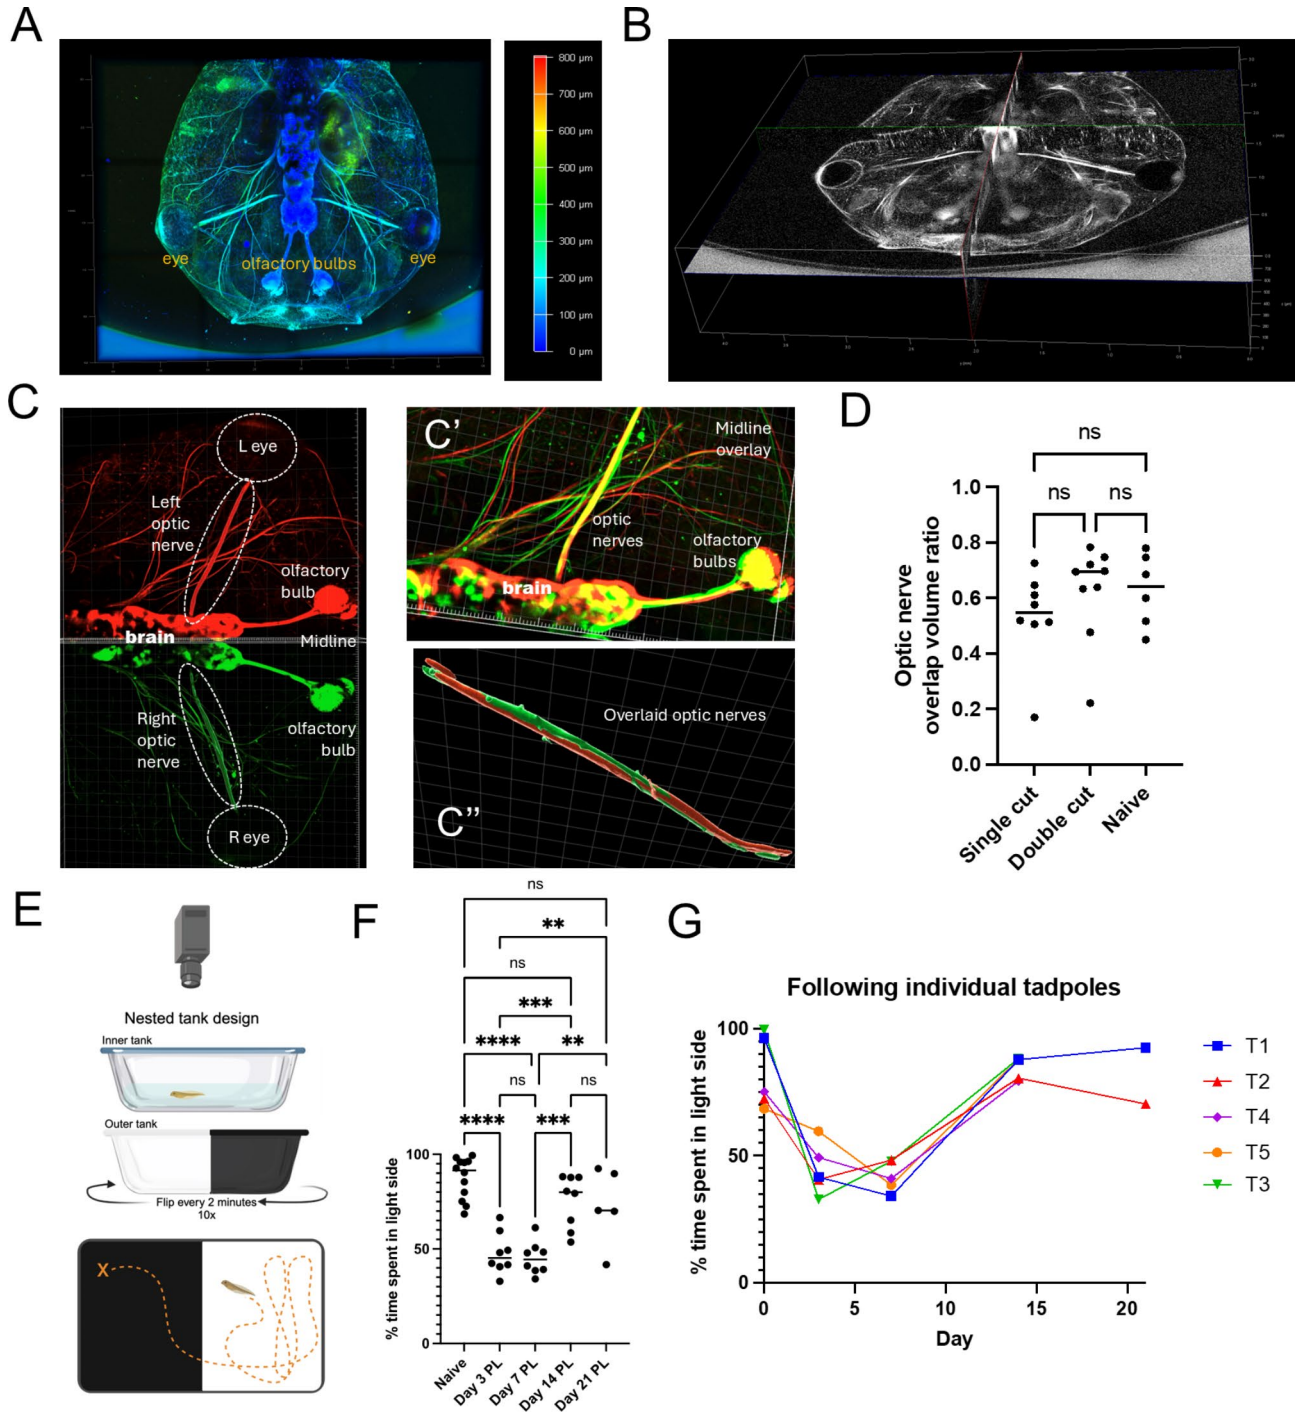 A
eye
olfactory bulbs
eye
800 µm
700 µm
600 µm
500 µm
400 µm
300 µm
200 µm
100 µm
0 µm
B
C
L eye
Left
optic
nerve
olfactory
bulb
brain
Midline
Right
optic
nerve
olfactory
bulb
R eye
C'
Midline
overlay
optic
nerves
olfactory
bulbs
brain
C"
Overlaid optic nerves
D
ns
ns
ns
Optic nerve
overlap volume ratio
1.0
0.8
0.6
0.4
0.2
0.0
Single cut
Double cut
Naive
E
Nested tank design
Inner tank
Outer tank
Flip every 2 minutes
10x
X
F
ns
**
ns
***
****
**
ns
ns
****
***
% time spent in light side
100
50
0
Naive
Day 3 PL
Day 7 PL
Day 14 PL
Day 21 PL
G
Following individual tadpoles
% time spent in light side
100
50
0
0
5
10
15
20
Day
T1
T2
T4
T5
T3